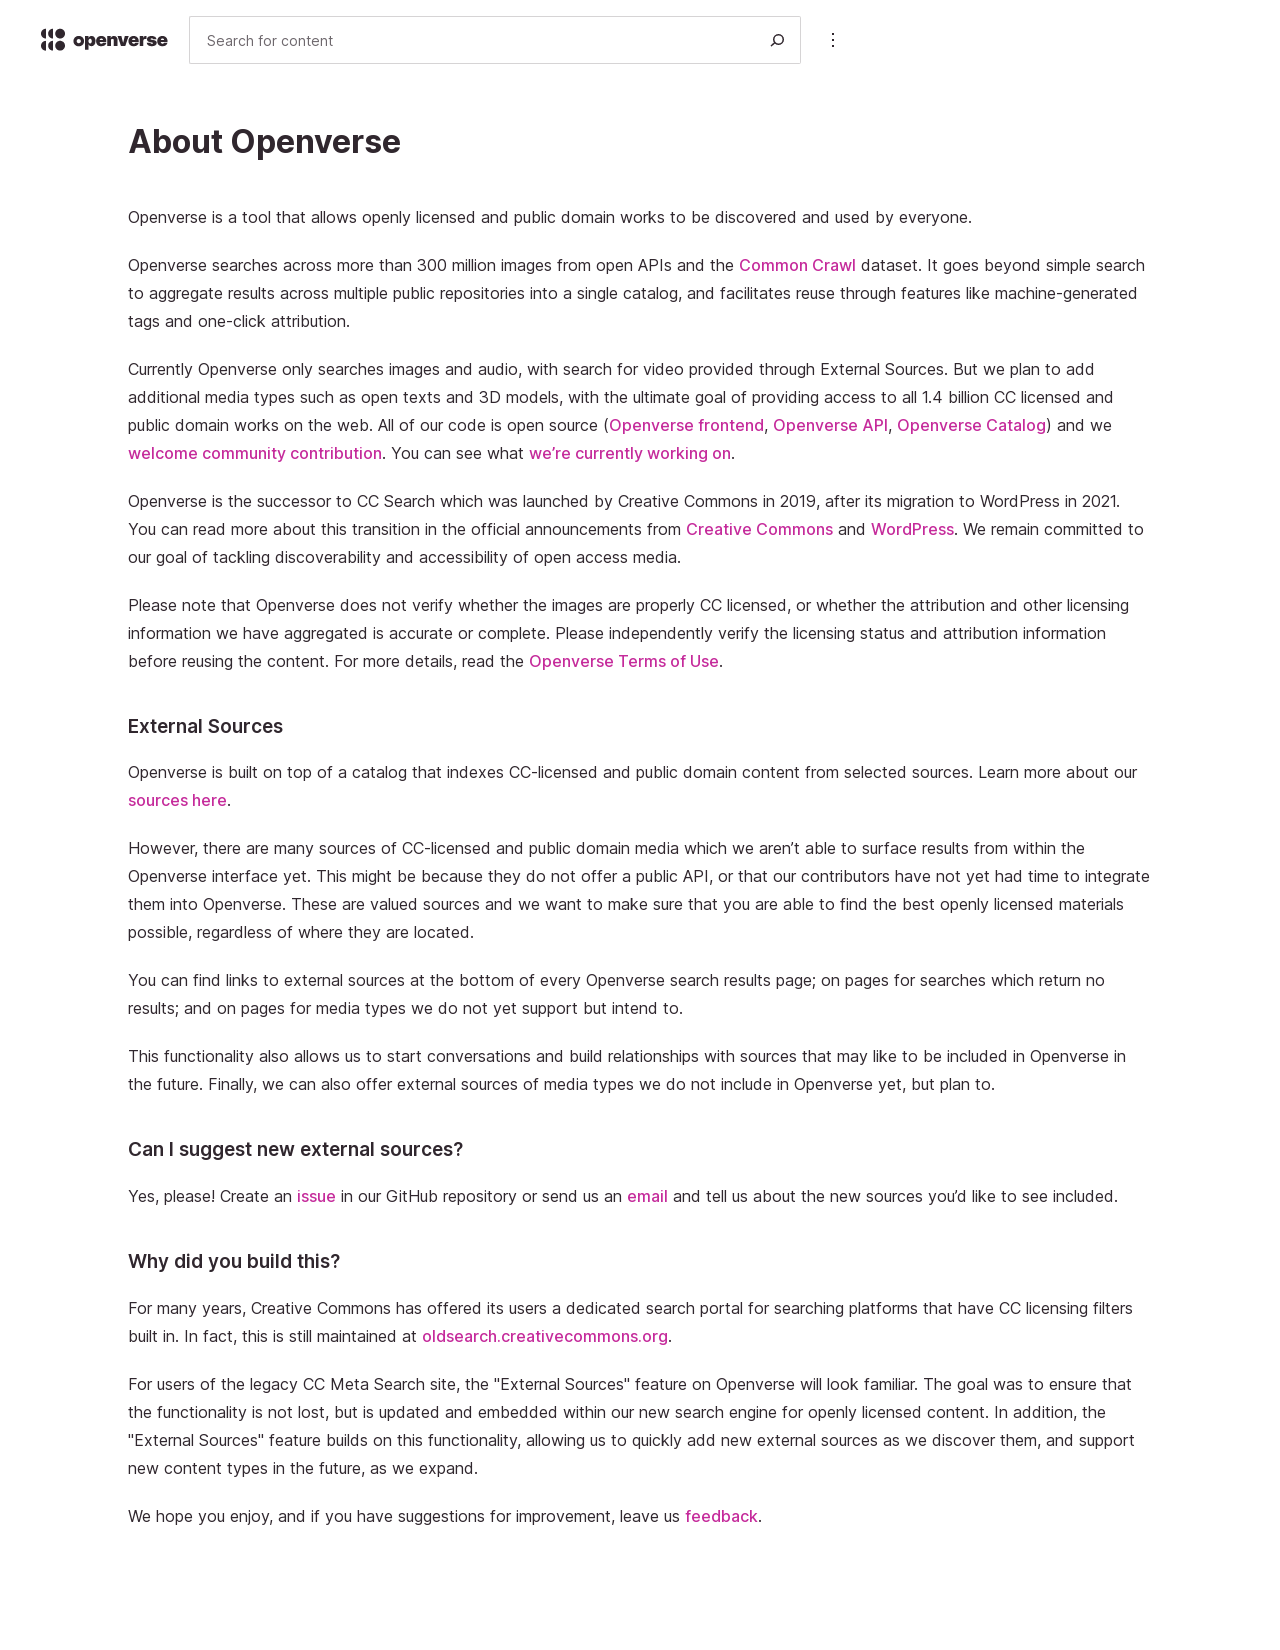 openverse
Search for content
About Openverse
Openverse is a tool that allows openly licensed and public domain works to be discovered and used by everyone.
Openverse searches across more than 300 million images from open APIs and the Common Crawl dataset. It goes beyond simple search
to aggregate results across multiple public repositories into a single catalog, and facilitates reuse through features like machine-generated
tags and one-click attribution.
Currently Openverse only searches images and audio, with search for video provided through External Sources. But we plan to add
additional media types such as open texts and 3D models, with the ultimate goal of providing access to all 1.4 billion CC licensed and
public domain works on the web. All of our code is open source (Openverse frontend, Openverse API, Openverse Catalog) and we
welcome community contribution. You can see what we’re currently working on.
Openverse is the successor to CC Search which was launched by Creative Commons in 2019, after its migration to WordPress in 2021.
You can read more about this transition in the official announcements from Creative Commons and WordPress. We remain committed to
our goal of tackling discoverability and accessibility of open access media.
Please note that Openverse does not verify whether the images are properly CC licensed, or whether the attribution and other licensing
information we have aggregated is accurate or complete. Please independently verify the licensing status and attribution information
before reusing the content. For more details, read the Openverse Terms of Use.
External Sources
Openverse is built on top of a catalog that indexes CC-licensed and public domain content from selected sources. Learn more about our
sources here.
However, there are many sources of CC-licensed and public domain media which we aren’t able to surface results from within the
Openverse interface yet. This might be because they do not offer a public API, or that our contributors have not yet had time to integrate
them into Openverse. These are valued sources and we want to make sure that you are able to find the best openly licensed materials
possible, regardless of where they are located.
You can find links to external sources at the bottom of every Openverse search results page; on pages for searches which return no
results; and on pages for media types we do not yet support but intend to.
This functionality also allows us to start conversations and build relationships with sources that may like to be included in Openverse in
the future. Finally, we can also offer external sources of media types we do not include in Openverse yet, but plan to.
Can I suggest new external sources?
Yes, please! Create an issue in our GitHub repository or send us an email and tell us about the new sources you’d like to see included.
Why did you build this?
For many years, Creative Commons has offered its users a dedicated search portal for searching platforms that have CC licensing filters
built in. In fact, this is still maintained at oldsearch.creativecommons.org.
For users of the legacy CC Meta Search site, the "External Sources" feature on Openverse will look familiar. The goal was to ensure that
the functionality is not lost, but is updated and embedded within our new search engine for openly licensed content. In addition, the
"External Sources" feature builds on this functionality, allowing us to quickly add new external sources as we discover them, and support
new content types in the future, as we expand.
We hope you enjoy, and if you have suggestions for improvement, leave us feedback.